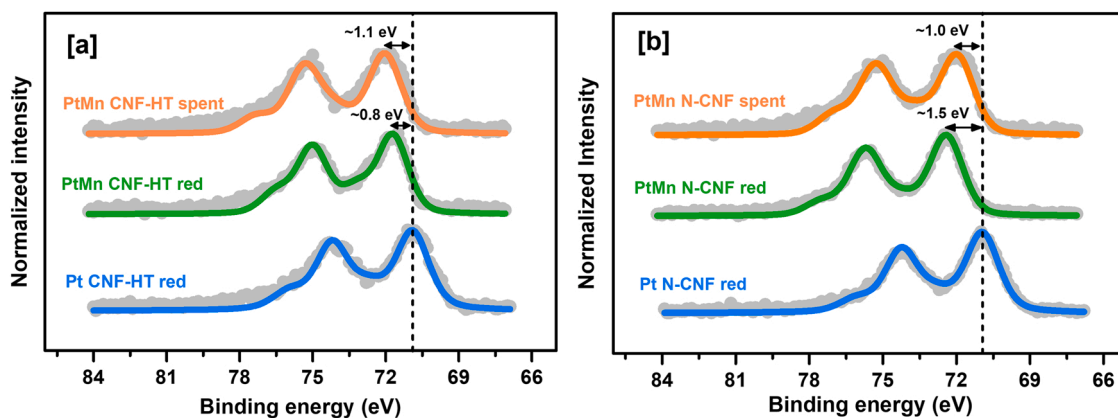 [a]
~1.1 eV
PtMn CNF-HT spent
~0.8 eV
PtMn CNF-HT red
Pt CNF-HT red
Normalized intensity
84 81 78 75 72 69 66
Binding energy (eV)
[b]
~1.0 eV
PtMn N-CNF spent
~1.5 eV
PtMn N-CNF red
Pt N-CNF red
Normalized Intensity
84 81 78 75 72 69 66
Binding energy (eV)